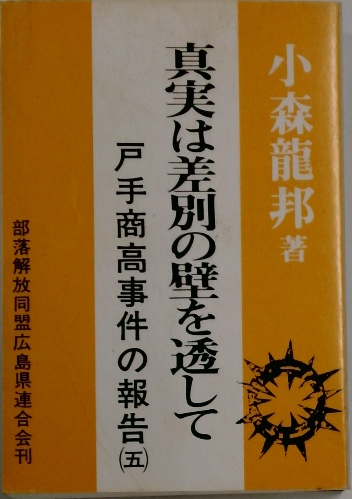 小森龍邦著
真実は差別の壁を透して
戸手商高事件の報告(五)
部落解放同盟広島県連合会刊